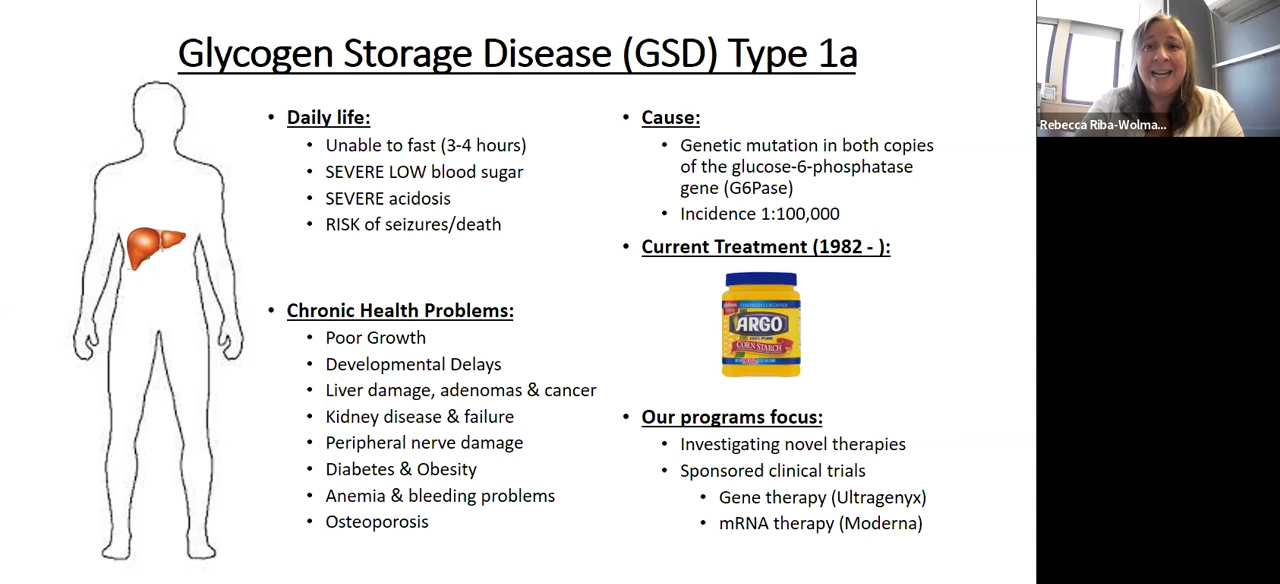 Glycogen Storage Disease (GSD) Type 1a
Daily life:
Unable to fast (3-4 hours)
SEVERE LOW blood sugar
SEVERE acidosis
RISK of seizures/death
Chronic Health Problems:
Poor Growth
Developmental Delays
Liver damage, adenomas & cancer
Kidney disease & failure
Peripheral nerve damage
Diabetes & Obesity
Anemia & bleeding problems
Osteoporosis
Cause:
Genetic mutation in both copies
of the glucose-6-phosphatase
gene (G6Pase)
Incidence 1:100,000
Current Treatment (1982 - ):
ARGO
CORN STARCH
Our programs focus:
Investigating novel therapies
Sponsored clinical trials
Gene therapy (Ultragenyx)
mRNA therapy (Moderna)
Rebecca Riba-Wolma...